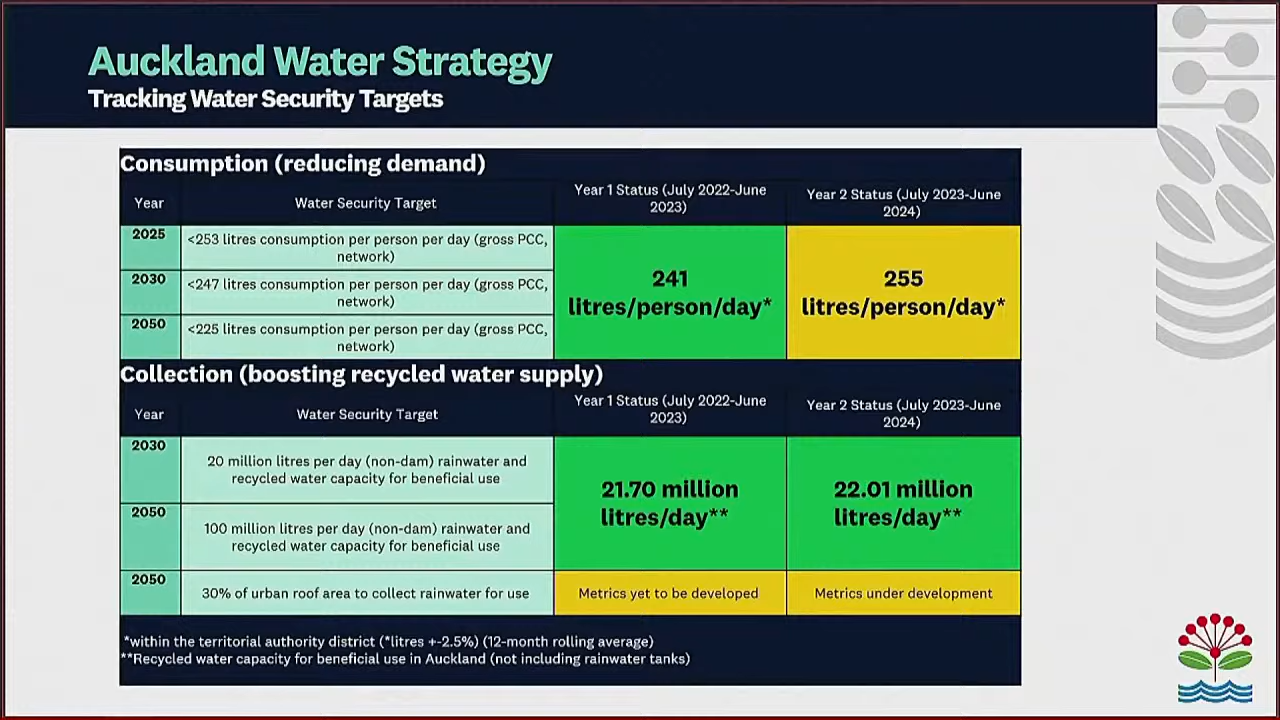 Auckland Water Strategy
Tracking Water Security Targets
Consumption (reducing demand)
Year
Water Security Target
Year 1 Status (July 2022-June
2023)
Year 2 Status (July 2023-June
2024)
2025
<253 litres consumption per person per day (gross PCC,
network)
2030
<247 litres consumption per person per day (gross PCC,
network)
2050
<225 litres consumption per person per day (gross PCC,
network)
241
litres/person/day*
255
litres/person/day*
Collection (boosting recycled water supply)
Year
Water Security Target
Year 1 Status (July 2022-June
2023)
Year 2 Status (July 2023-June
2024)
2030
20 million litres per day (non-dam) rainwater and
recycled water capacity for beneficial use
2050
100 million litres per day (non-dam) rainwater and
recycled water capacity for beneficial use
21.70 million
litres/day**
22.01 million
litres/day**
2050
30% of urban roof area to collect rainwater for use
Metrics yet to be developed
Metrics under development
*within the territorial authority district (*litres +-2.5%) (12-month rolling average)
**Recycled water capacity for beneficial use in Auckland (not including rainwater tanks)